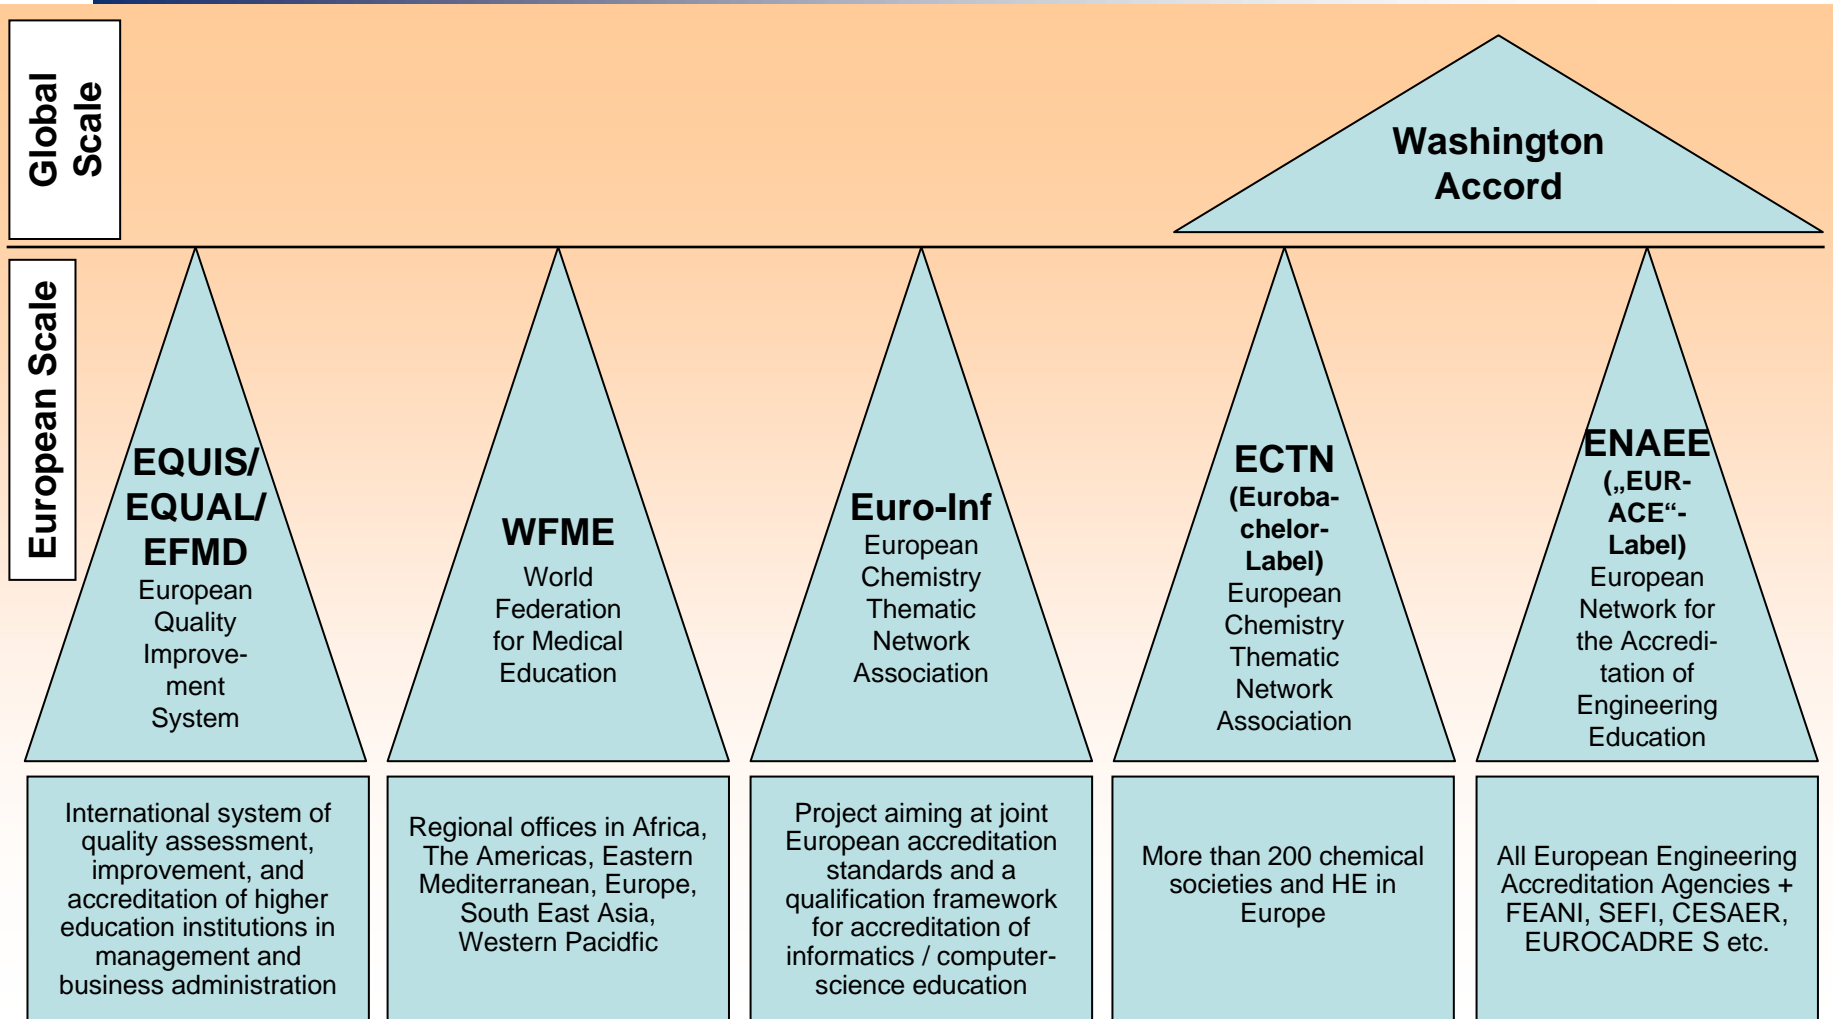 Global
Scale
Washington
Accord
European Scale
EQUIS/
EQUAL/
EFMD
European
Quality
Improve-
ment
System
WFME
World
Federation
for Medical
Education
Euro-Inf
European
Chemistry
Thematic
Network
Association
ECTN
(Euroba-
chelor-
Label)
European
Chemistry
Thematic
Network
Association
ENAEE
(„EUR-
ACE“-
Label)
European
Network for
the Accredi-
tation of
Engineering
Education
International system of
quality assessment,
improvement, and
accreditation of higher
education institutions in
management and
business administration
Regional offices in Africa,
The Americas, Eastern
Mediterranean, Europe,
South East Asia,
Western Pacidfic
Project aiming at joint
European accreditation
standards and a
qualification framework
for accreditation of
informatics / computer-
science education
More than 200 chemical
societies and HE in
Europe
All European Engineering
Accreditation Agencies +
FEANI, SEFI, CESAER,
EUROCADRE S etc.